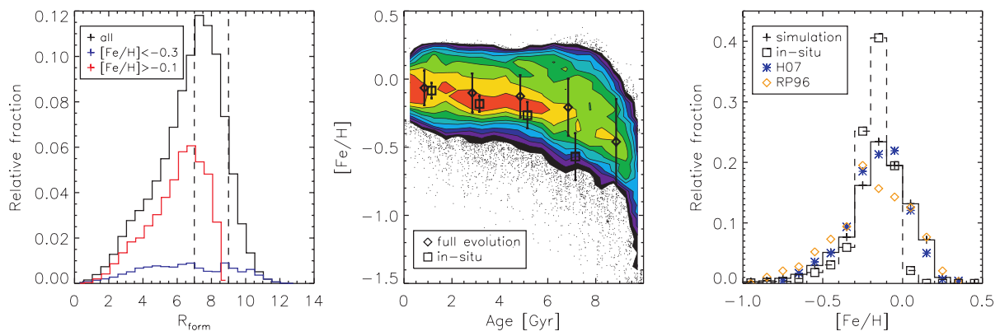 0.12
0.10
0.08
0.06
0.04
0.02
0.00
Relative fraction
all
[Fe/H]<-0.3
[Fe/H]>-0.1
0 2 4 6 8 10 12 14
R_form
0.0
-0.5
-1.0
-1.5
[Fe/H]
full evolution
in-situ
0 2 4 6 8
Age [Gyr]
0.4
0.3
0.2
0.1
0.0
Relative fraction
simulation
in-situ
H07
RP96
-1.0 -0.5 0.0 0.5
[Fe/H]